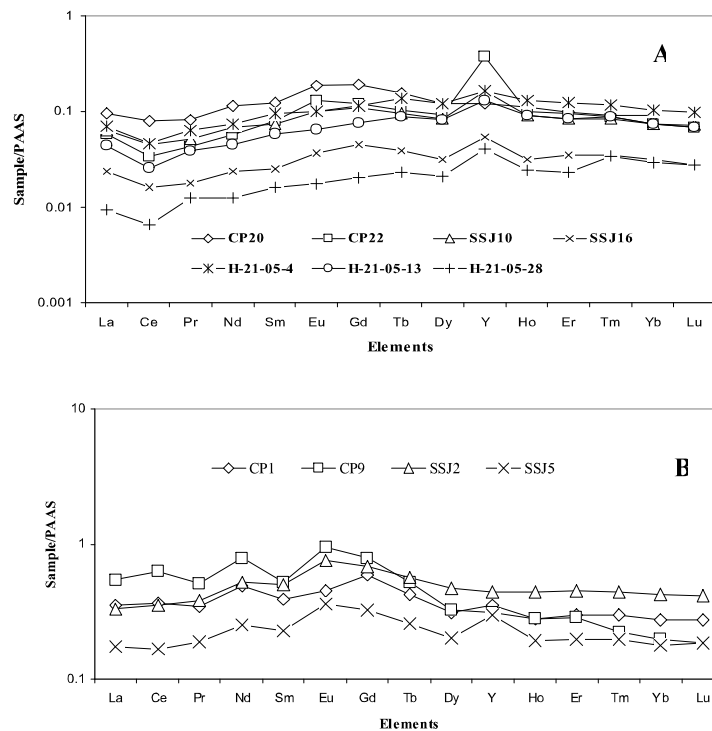 1
A
0.1
Sample/PAAS
0.01
CP20 CP22 SSJ10 SSJ16
H-21-05-4 H-21-05-13 H-21-05-28
0.001
La Ce Pr Nd Sm Eu Gd Tb Dy Y Ho Er Tm Yb Lu
Elements
10
CP1 CP9 SSJ2 SSJ5
B
Sample/PAAS
1
0.1
La Ce Pr Nd Sm Eu Gd Tb Dy Y Ho Er Tm Yb Lu
Elements